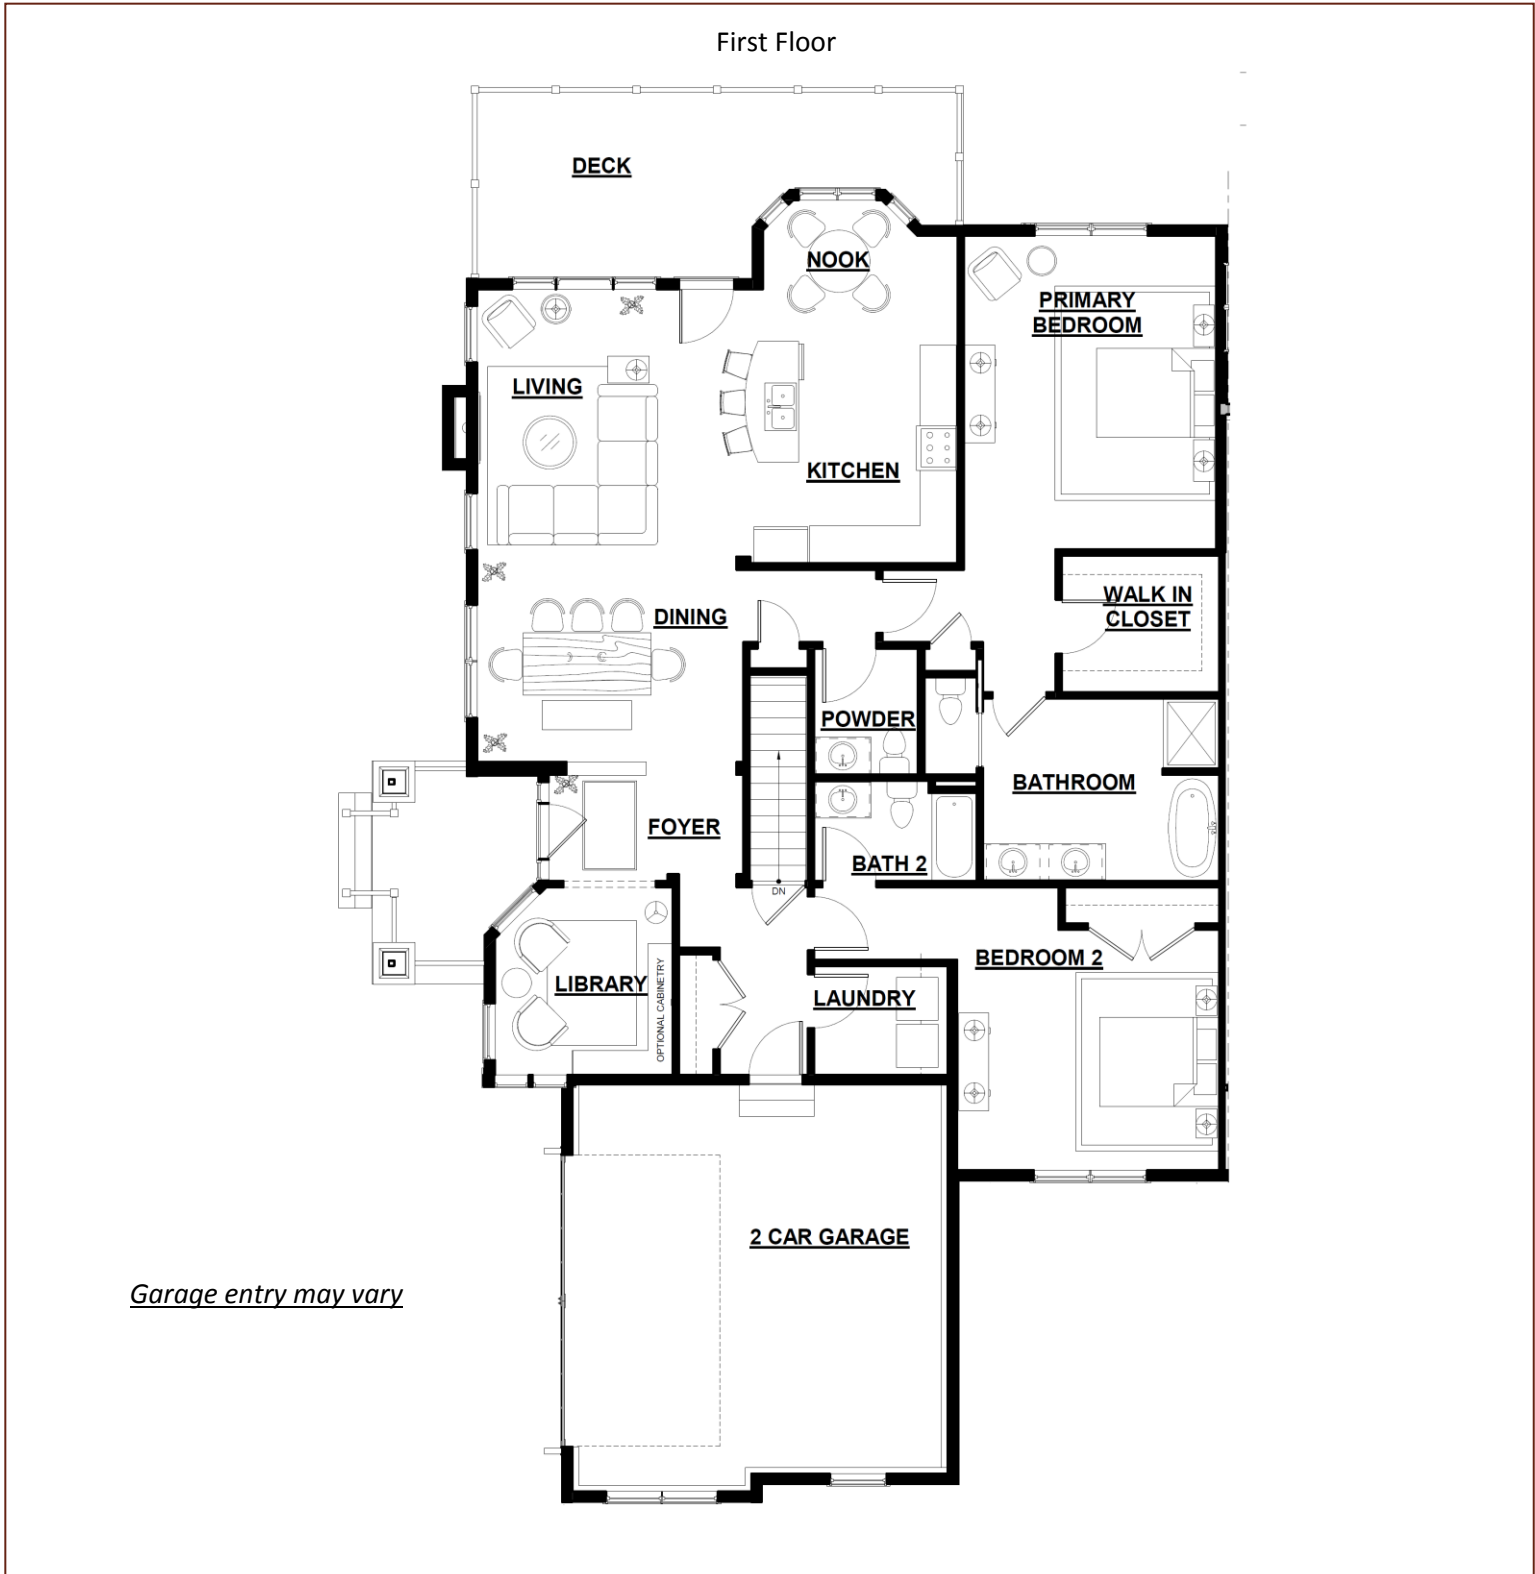 First Floor
DECK
NOOK
PRIMARY
BEDROOM
LIVING
KITCHEN
WALK IN
CLOSET
DINING
POWDER
BATHROOM
FOYER
BATH 2
DN
BEDROOM 2
LIBRARY
OPTIONAL CABINETRY
LAUNDRY
2 CAR GARAGE
Garage entry may vary